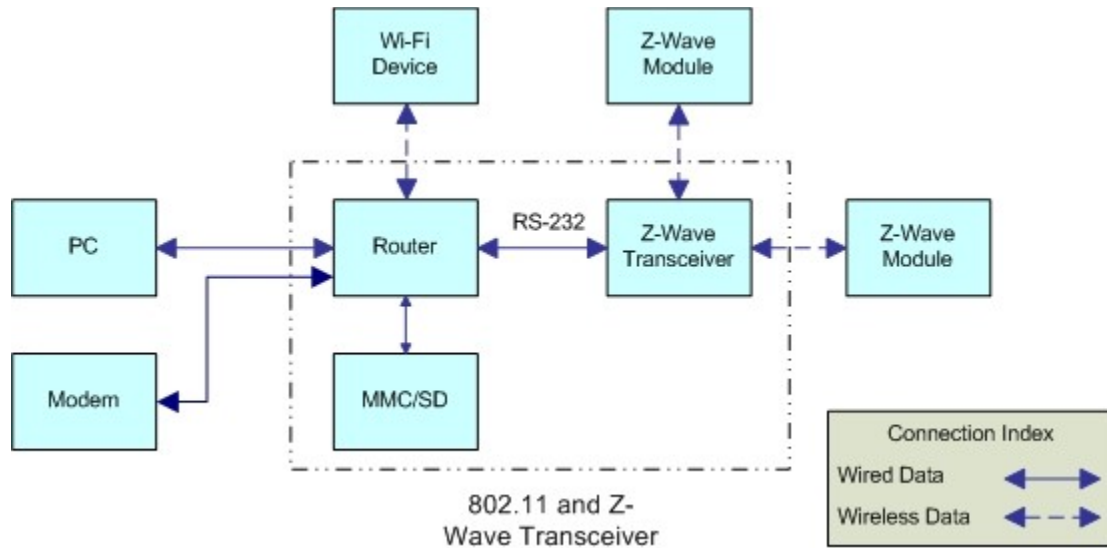 Wi-Fi
Device
Z-Wave
Module
PC
Router
RS-232
Z-Wave
Transceiver
Z-Wave
Module
Modem
MMC/SD
802.11 and Z-
Wave Transceiver
Connection Index
Wired Data
Wireless Data